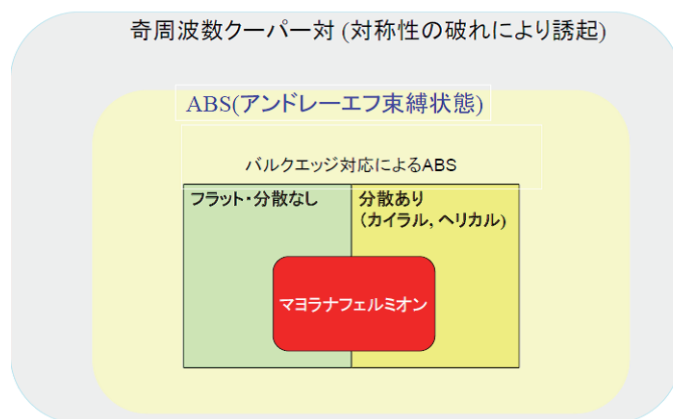 奇周波数クーパー対 (対称性の破れにより誘起)
ABS(アンドレーエフ束縛状態)
バルクエッジ対応によるABS
フラット・分散なし
分散あり
(カイラル, ヘリカル)
マヨラナフェルミオン